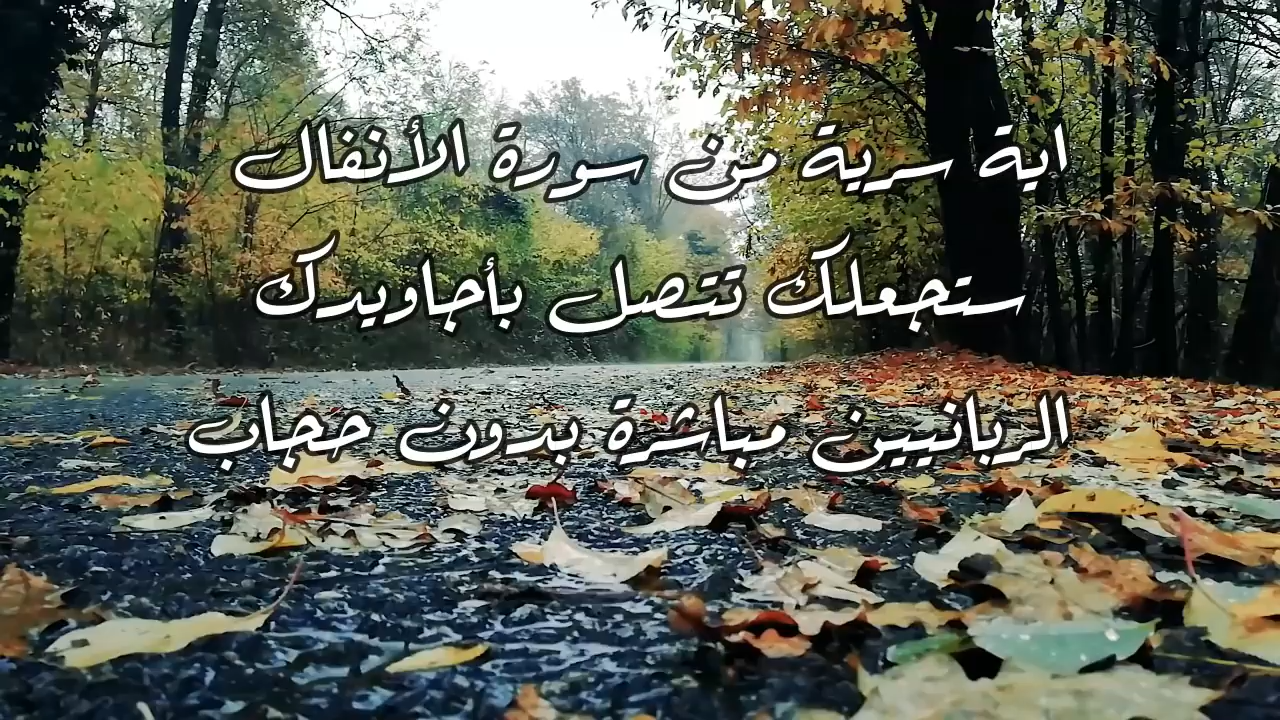 اية سرية من سورة الأنفال
ستجعلك تتصل بأجاويدك
الربانيين مباشرة بدون حجاب